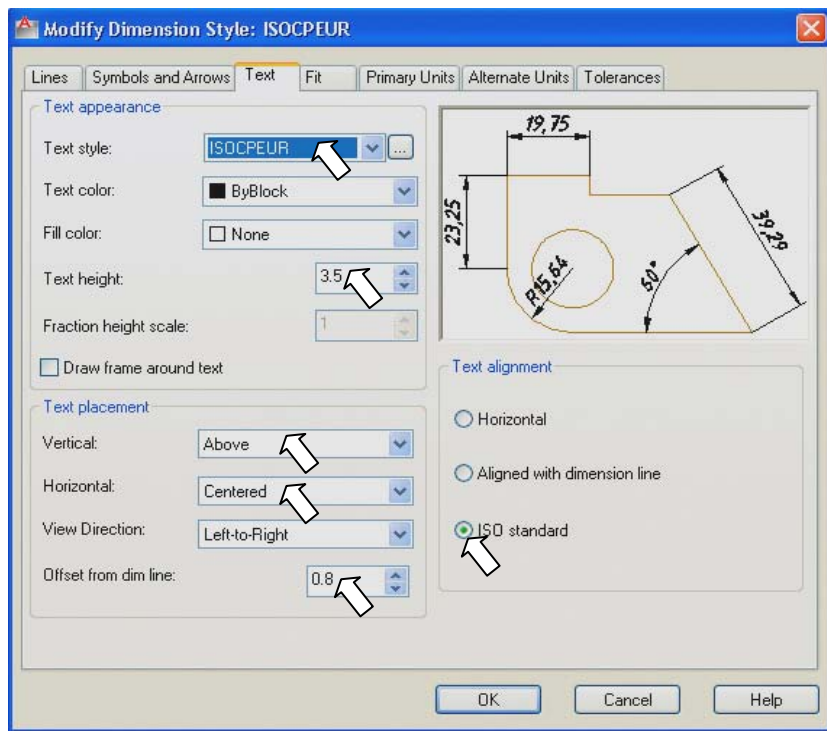 Modify Dimension Style: ISOCPEUR
Lines Symbols and Arrows Text Fit Primary Units Alternate Units Tolerances
Text appearance
Text style: ISOCPEUR ...
Text color: ByBlock
Fill color: None
Text height: 3.5
Fraction height scale: 1
Draw frame around text
Text placement
Vertical: Above
Horizontal: Centered
View Direction: Left-to-Right
Offset from dim line: 0.8
19,75
23,25
39,29
R15,64
60°
Text alignment
Horizontal
Aligned with dimension line
ISO standard
OK Cancel Help